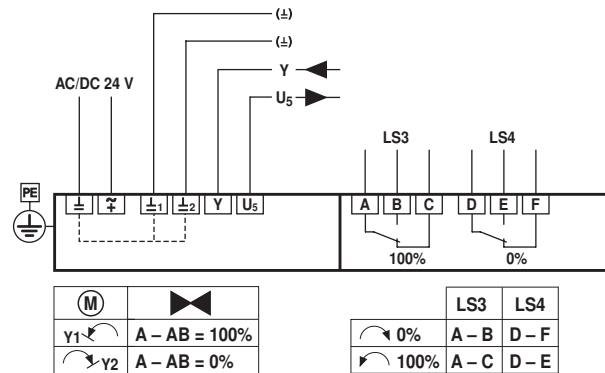 (⊥)
(⊥)
Y
U5
AC/DC 24 V
LS3 LS4
PE
⊥ ~+ ⊥1 ⊥2 Y U5 A B C D E F
100% 0%
M
Y1 A – AB = 100%
Y2 A – AB = 0%
LS3 LS4
0% A – B D – F
100% A – C D – E